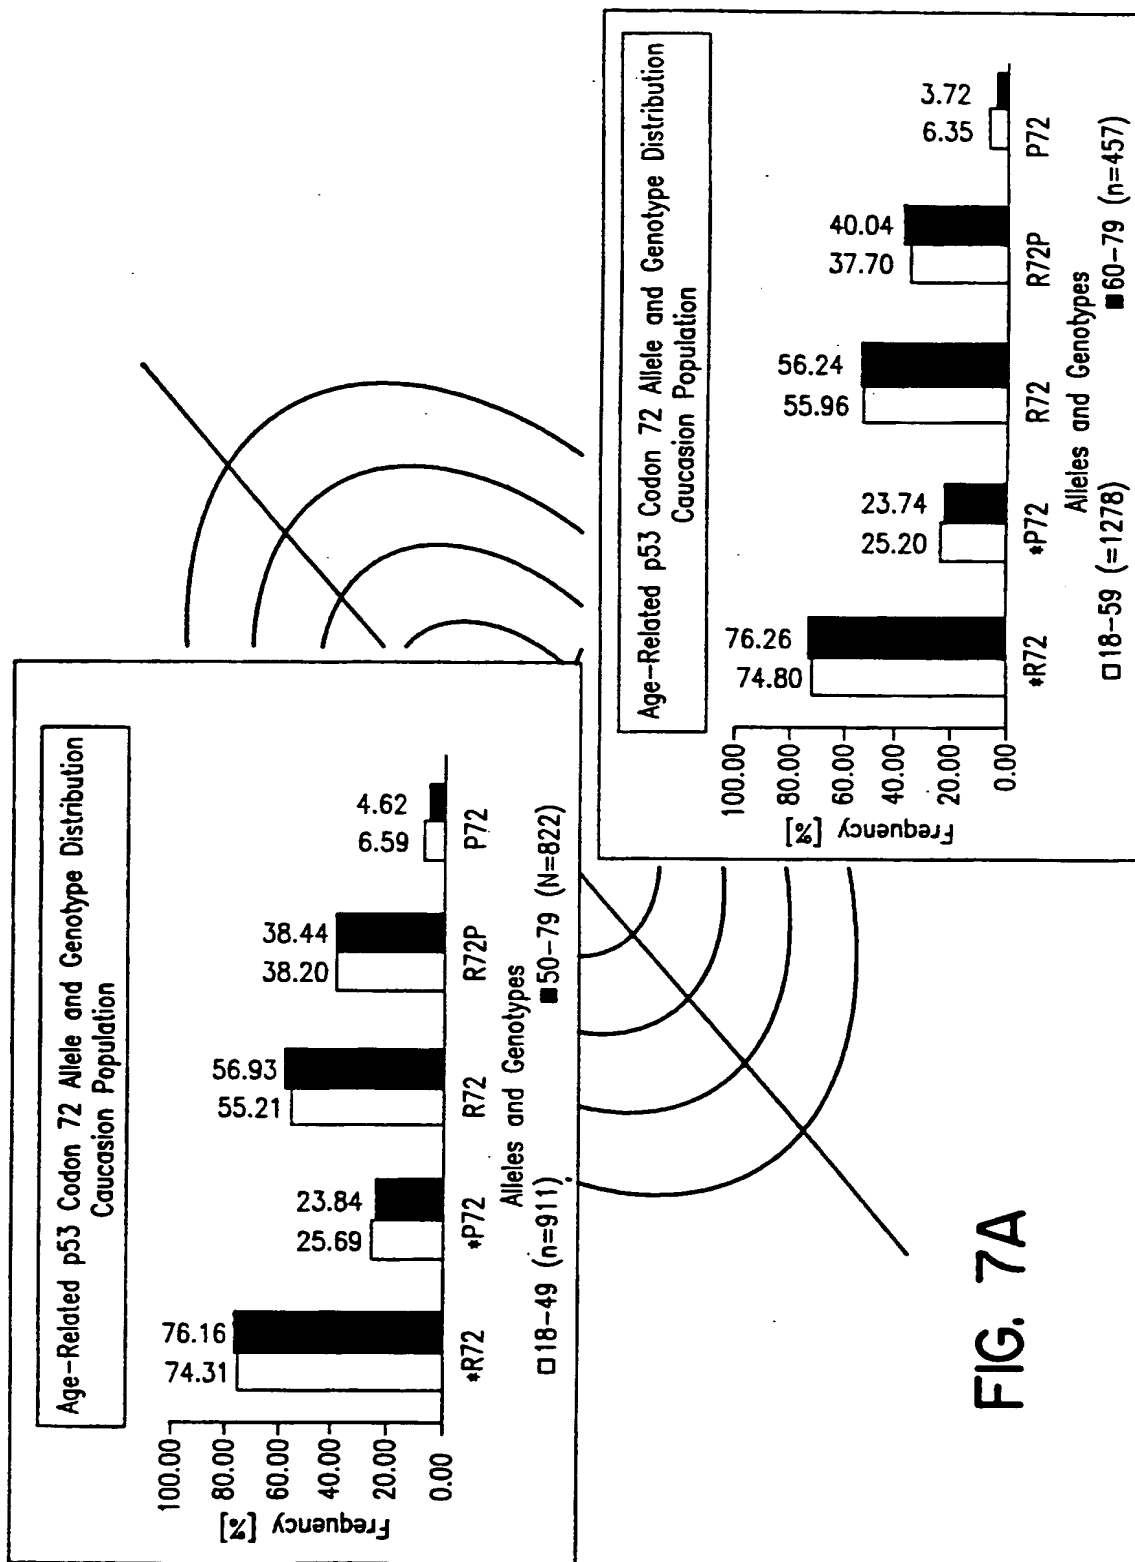 Age-Related p53 Codon 72 Allele and Genotype Distribution
Caucasion Population
Frequency [%]
100.00
80.00
60.00
40.00
20.00
0.00
74.31
76.16
25.69
23.84
55.21
56.93
38.20
38.44
6.59
4.62
*R72
*P72
R72
R72P
P72
Alleles and Genotypes
□18-49 (n=911)
■50-79 (N=822)
Age-Related p53 Codon 72 Allele and Genotype Distribution
Caucasion Population
Frequency [%]
100.00
80.00
60.00
40.00
20.00
0.00
74.80
76.26
25.20
23.74
55.96
56.24
37.70
40.04
6.35
3.72
*R72
*P72
R72
R72P
P72
Alleles and Genotypes
□18-59 (=1278)
■60-79 (n=457)
FIG. 7A